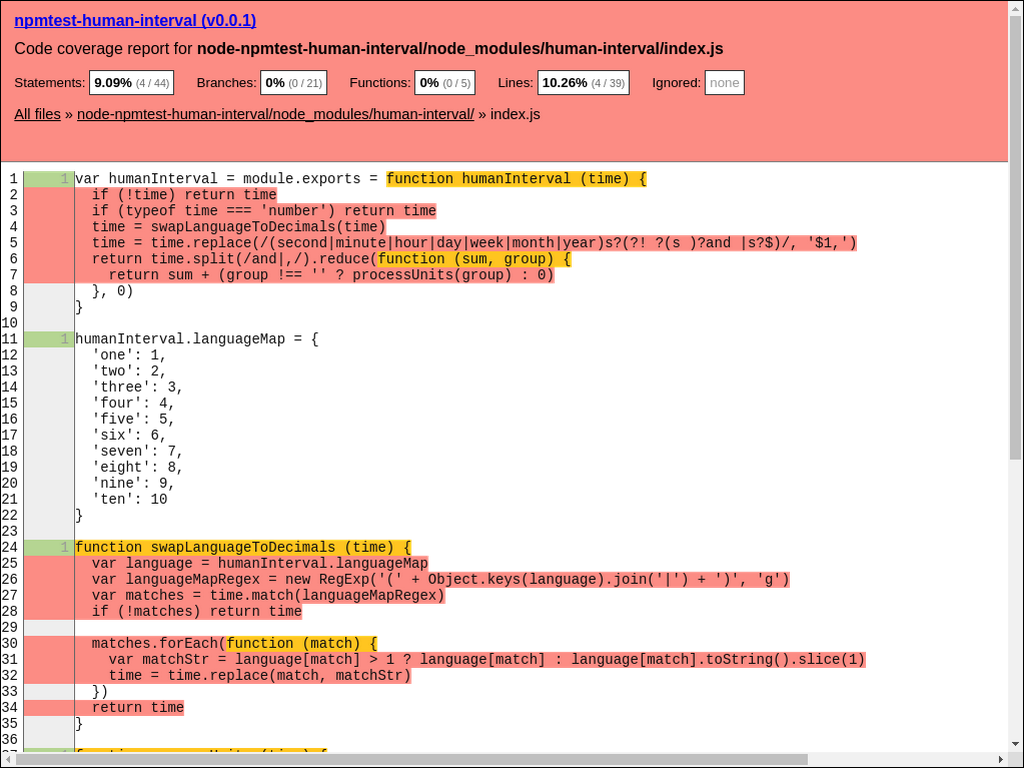 npmtest-human-interval (v0.0.1)
Code coverage report for node-npmtest-human-interval/node_modules/human-interval/index.js
Statements: 9.09% (4 / 44) Branches: 0% (0 / 21) Functions: 0% (0 / 5) Lines: 10.26% (4 / 39) Ignored: none
All files » node-npmtest-human-interval/node_modules/human-interval/ » index.js
1 1 var humanInterval = module.exports = function humanInterval (time) {
2 if (!time) return time
3 if (typeof time === 'number') return time
4 time = swapLanguageToDecimals(time)
5 time = time.replace(/(second|minute|hour|day|week|month|year)s?(?! ?(s )?and |s?$)/, '$1,')
6 return time.split(/and|,/).reduce(function (sum, group) {
7 return sum + (group !== '' ? processUnits(group) : 0)
8 }, 0)
9 }
10
11 1 humanInterval.languageMap = {
12 'one': 1,
13 'two': 2,
14 'three': 3,
15 'four': 4,
16 'five': 5,
17 'six': 6,
18 'seven': 7,
19 'eight': 8,
20 'nine': 9,
21 'ten': 10
22 }
23
24 1 function swapLanguageToDecimals (time) {
25 var language = humanInterval.languageMap
26 var languageMapRegex = new RegExp('(' + Object.keys(language).join('|') + ')', 'g')
27 var matches = time.match(languageMapRegex)
28 if (!matches) return time
29
30 matches.forEach(function (match) {
31 var matchStr = language[match] > 1 ? language[match] : language[match].toString().slice(1)
32 time = time.replace(match, matchStr)
33 })
34 return time
35 }
36